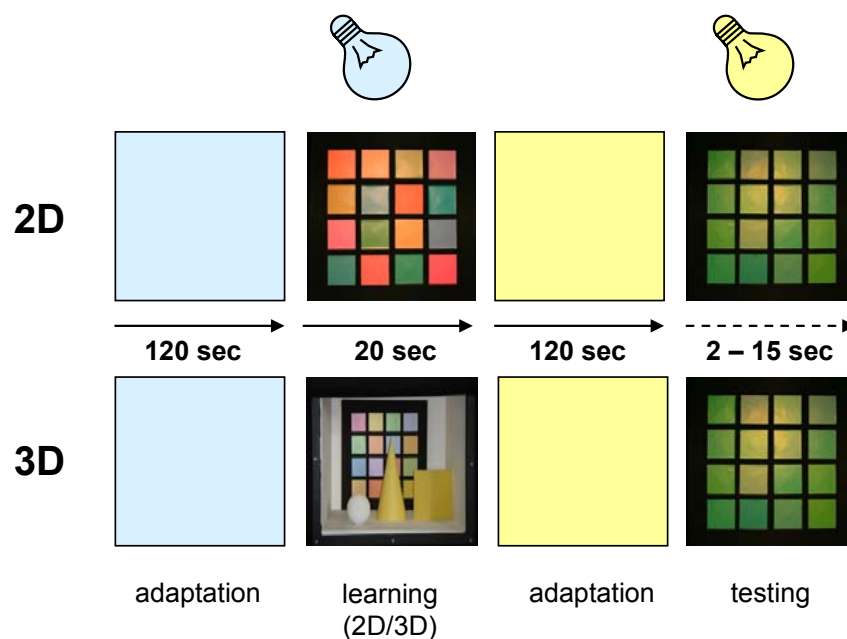 2D
120 sec
20 sec
120 sec
2 – 15 sec
3D
adaptation
learning
(2D/3D)
adaptation
testing